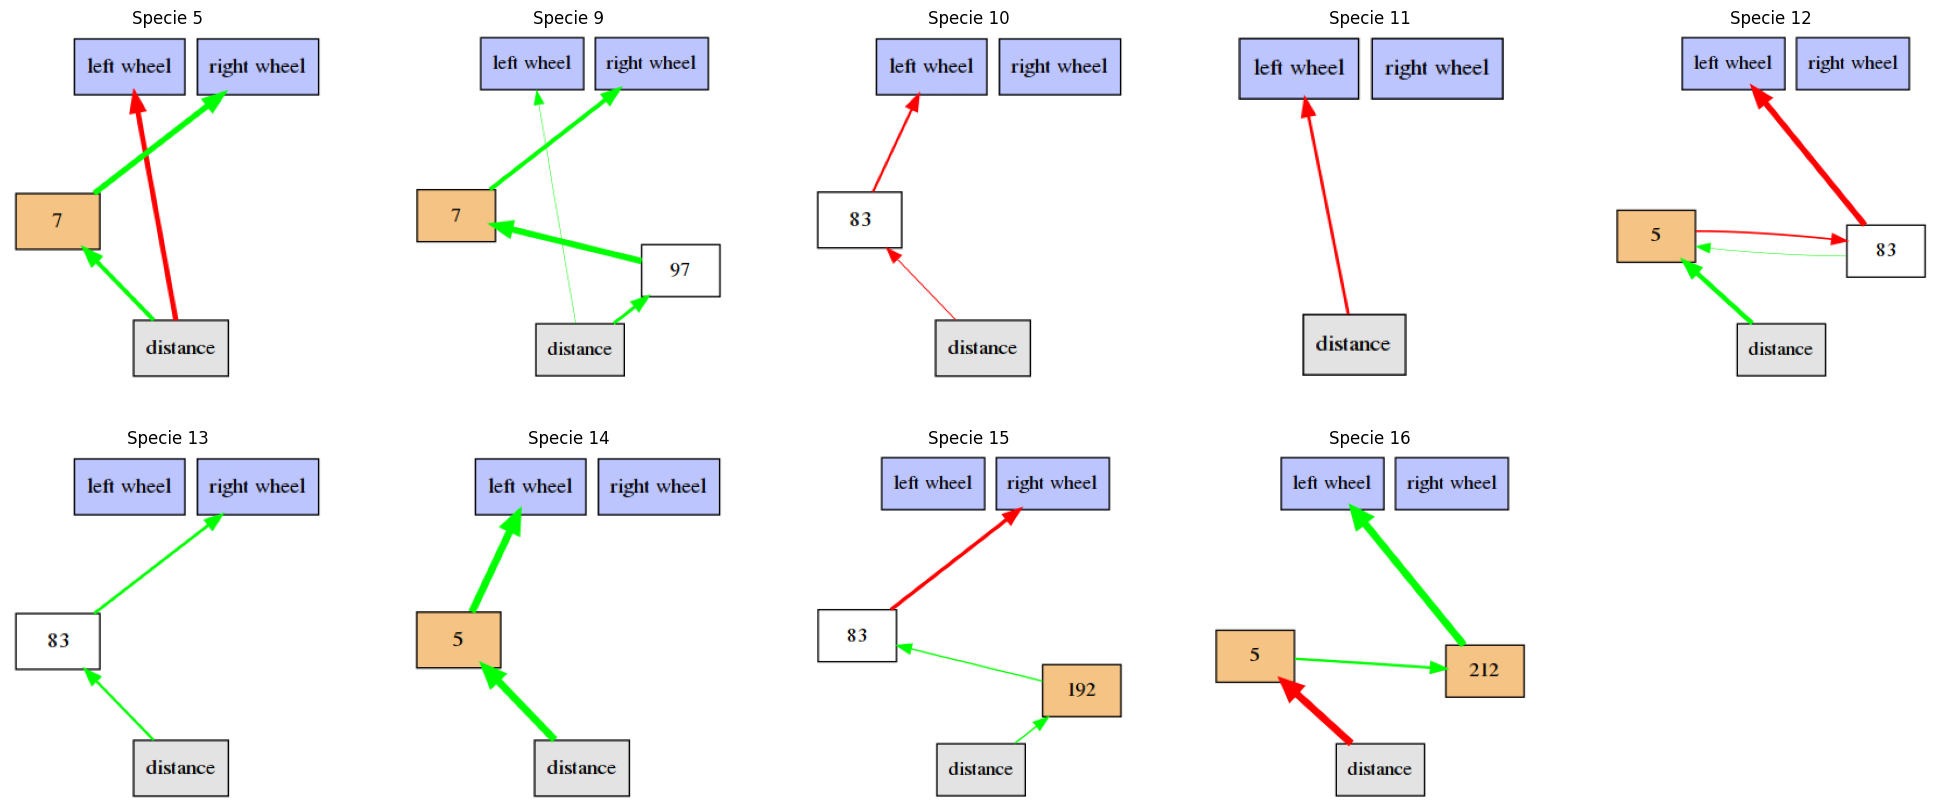 Specie 5
left wheel right wheel
7
distance
Specie 9
left wheel right wheel
7
97
distance
Specie 10
left wheel right wheel
83
distance
Specie 11
left wheel right wheel
distance
Specie 12
left wheel right wheel
5
83
distance
Specie 13
left wheel right wheel
83
distance
Specie 14
left wheel right wheel
5
distance
Specie 15
left wheel right wheel
83
192
distance
Specie 16
left wheel right wheel
5
212
distance